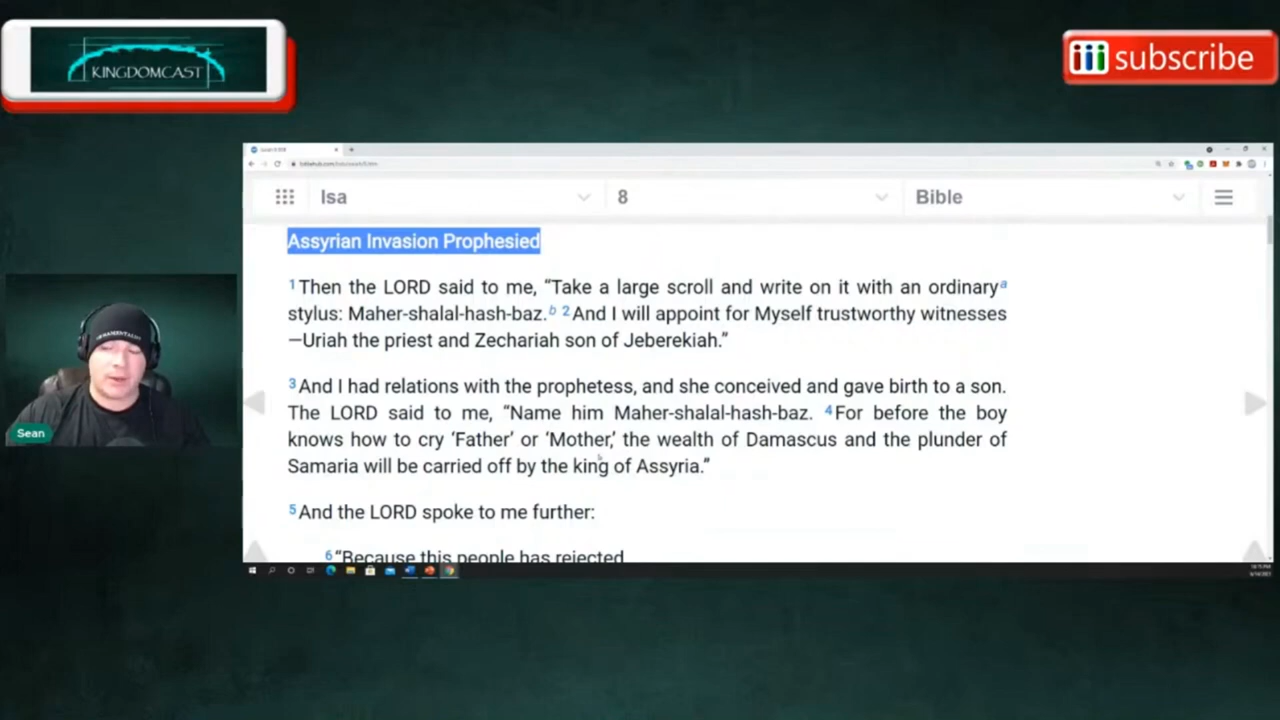 KINGDOMCAST
subscribe
Isa
8
Bible
Assyrian Invasion Prophesied
1Then the LORD said to me, “Take a large scroll and write on it with an ordinarya
stylus: Maher-shalal-hash-baz.b 2And I will appoint for Myself trustworthy witnesses
—Uriah the priest and Zechariah son of Jeberekiah.”
3And I had relations with the prophetess, and she conceived and gave birth to a son.
The LORD said to me, “Name him Maher-shalal-hash-baz. 4For before the boy
knows how to cry ‘Father’ or ‘Mother,’ the wealth of Damascus and the plunder of
Samaria will be carried off by the king of Assyria.”
5And the LORD spoke to me further:
6“Because this people has rejected
Sean